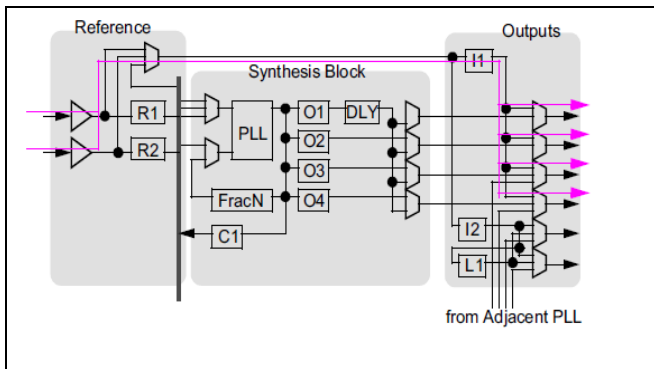 Reference
Outputs
Synthesis Block
I1
R1
O1
DLY
PLL
O2
R2
O3
FracN
O4
C1
I2
L1
from Adjacent PLL